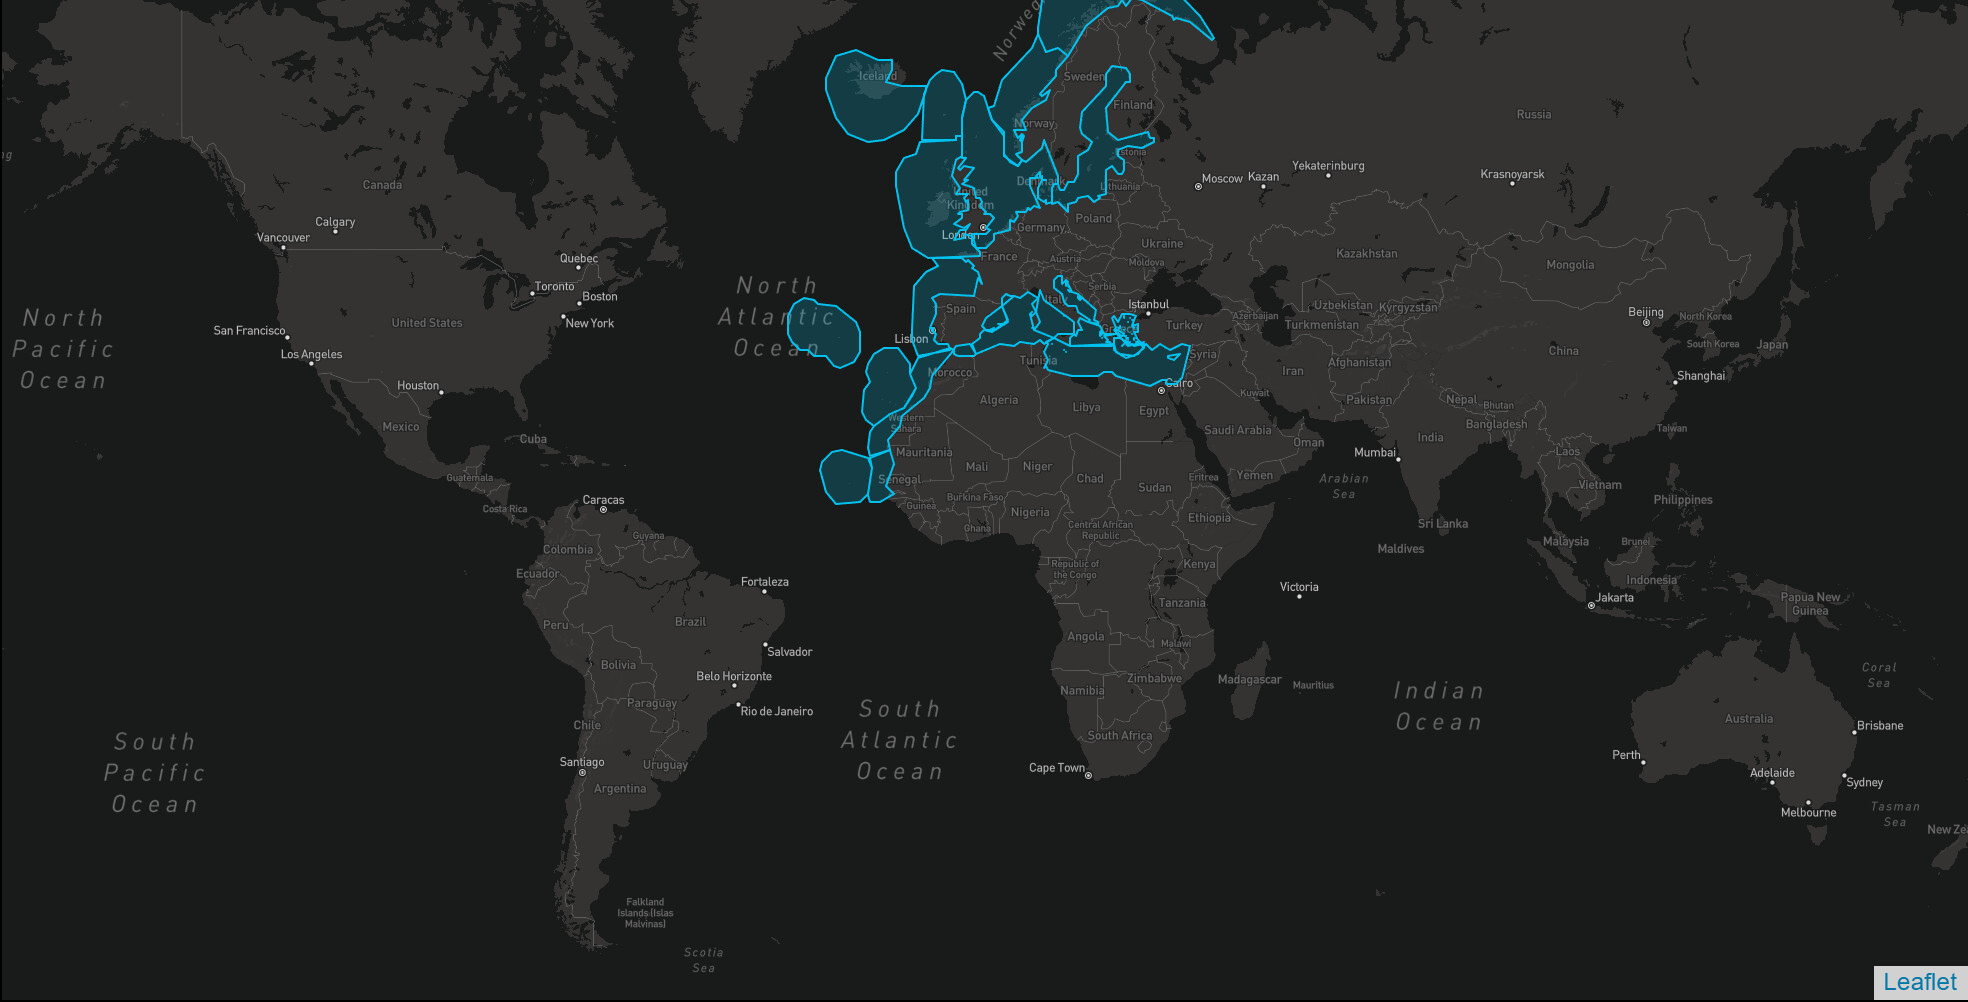 Norweg
Iceland
Sweden
Finland
Norway
Russia
ng
Estonia
Yekaterinburg
Moscow
Kazan
Krasnoyarsk
Canada
Denmark
Lithuania
United
Kingdom
Poland
Calgary
Vancouver
London
Germany
Ukraine
Kazakhstan
Mongolia
Quebec
France
Austria
Moldova
Toronto
Boston
North
Atlantic
Ocean
Serbia
Italy
Istanbul
Uzbekistan
Kyrgyzstan
North
Pacific
Ocean
San Francisco
United States
New York
Spain
Lisbon
Greece
Turkey
Azerbaijan
Turkmenistan
Beijing
North Korea
South Korea
Japan
Los Angeles
Tunisia
Syria
Afghanistan
China
Houston
Morocco
Cairo
Iran
Kuwait
Shanghai
Algeria
Libya
Egypt
Pakistan
Nepal
Bhutan
Bangladesh
Mexico
Cuba
Western
Sahara
Saudi Arabia
Oman
India
Taiwan
Mauritania
Mali
Niger
Chad
Mumbai
Laos
Guatemala
Senegal
Sudan
Eritrea
Yemen
Arabian
Sea
Vietnam
Philippines
Caracas
Costa Rica
Burkina Faso
Guinea
Nigeria
Ghana
Central African
Republic
Ethiopia
Sri Lanka
Guyana
Colombia
Maldives
Malaysia
Brunei
Ecuador
Fortaleza
Republic of
the Congo
Kenya
Victoria
Indonesia
Jakarta
Papua New
Guinea
Tanzania
Peru
Brazil
Salvador
Angola
Malawi
Bolivia
Belo Horizonte
Zimbabwe
Madagascar
Mauritius
Coral
Sea
Namibia
Indian
Ocean
Paraguay
Rio de Janeiro
South
Atlantic
Ocean
Chile
South Africa
Australia
Brisbane
South
Pacific
Ocean
Santiago
Uruguay
Cape Town
Perth
Adelaide
Sydney
Argentina
Melbourne
Tasman
Sea
New Zea
Falkland
Islands (Islas
Malvinas)
Scotia
Sea
Leaflet